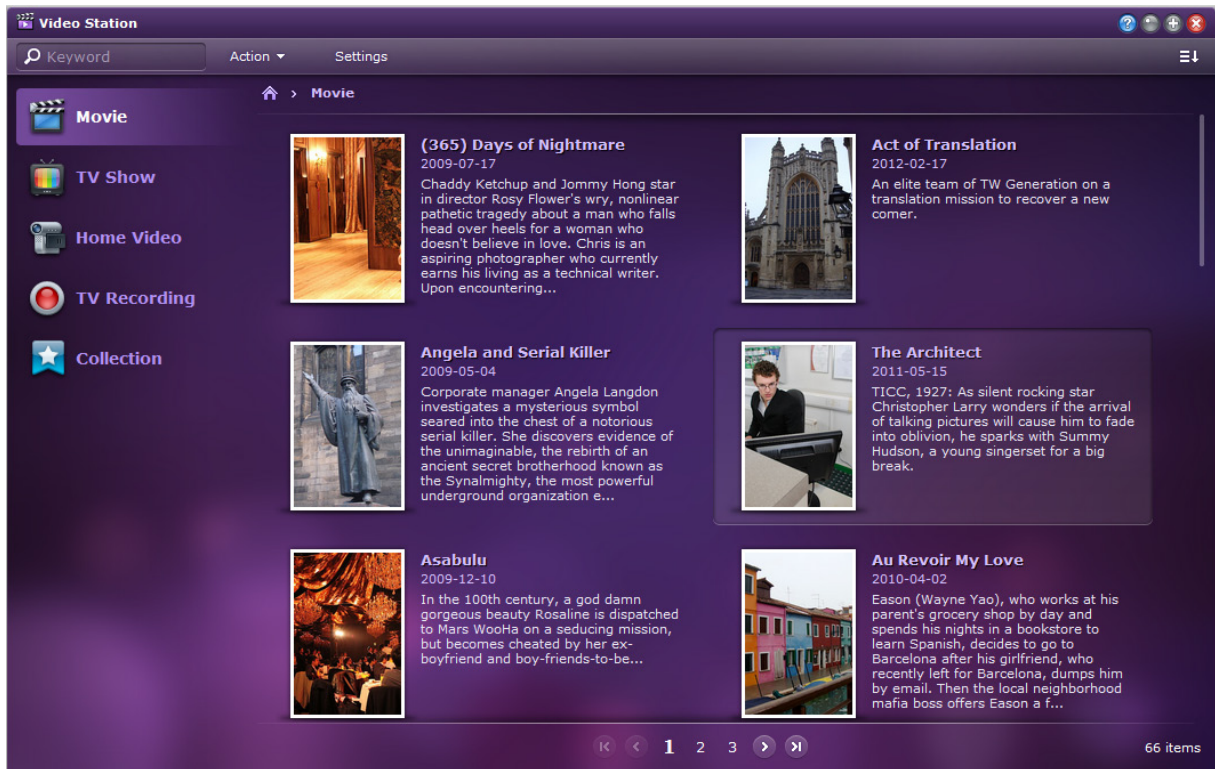 Video Station
Keyword
Action
Settings
Movie
TV Show
Home Video
TV Recording
Collection
> Movie
(365) Days of Nightmare
2009-07-17
Chaddy Ketchup and Jommy Hong star
in director Rosy Flower's wry, nonlinear
pathetic tragedy about a man who falls
head over heels for a woman who
doesn't believe in love. Chris is an
aspiring photographer who currently
earns his living as a technical writer.
Upon encountering...
Act of Translation
2012-02-17
An elite team of TW Generation on a
translation mission to recover a new
comer.
Angela and Serial Killer
2009-05-04
Corporate manager Angela Langdon
investigates a mysterious symbol
seared into the chest of a notorious
serial killer. She discovers evidence of
the unimaginable, the rebirth of an
ancient secret brotherhood known as
the Synalmighty, the most powerful
underground organization e...
The Architect
2011-05-15
TICC, 1927: As silent rocking star
Christopher Larry wonders if the arrival
of talking pictures will cause him to fade
into oblivion, he sparks with Summy
Hudson, a young singerset for a big
break.
Asabulu
2009-12-10
In the 100th century, a god damn
gorgeous beauty Rosaline is dispatched
to Mars WooHa on a seducing mission,
but becomes cheated by her ex-
boyfriend and boy-friends-to-be...
Au Revoir My Love
2010-04-02
Eason (Wayne Yao), who works at his
parent's grocery shop by day and
spends his nights in a bookstore to
learn Spanish, decides to go to
Barcelona after his girlfriend, who
recently left for Barcelona, dumps him
by email. Then the local neighborhood
mafia boss offers Eason a f...
1 2 3
66 items